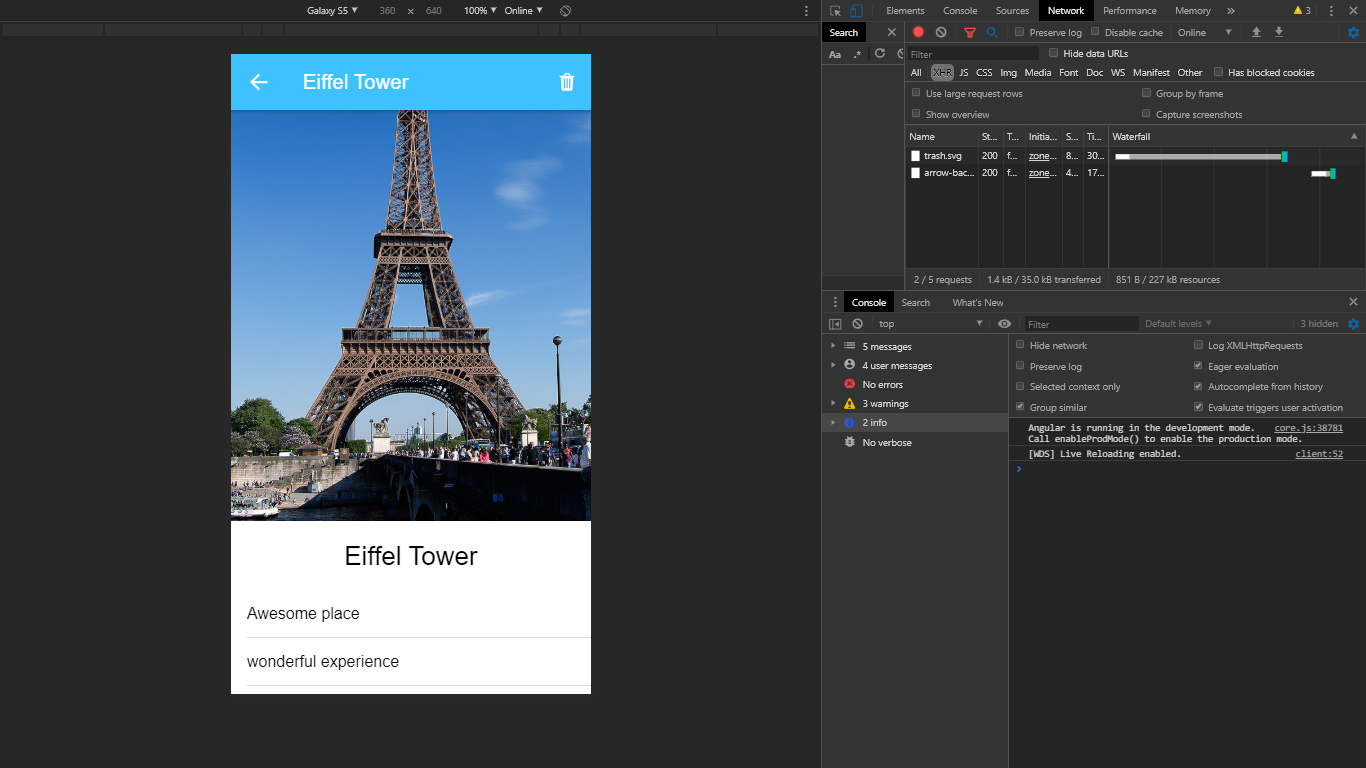 Galaxy S5 360 × 640 100% Online
Eiffel Tower
Eiffel Tower
Awesome place
wonderful experience
Elements Console Sources Network Performance Memory » 3
Search
Aa .*
Preserve log Disable cache Online
Filter Hide data URLs
All XHR JS CSS Img Media Font Doc WS Manifest Other Has blocked cookies
Use large request rows Group by frame
Show overview Capture screenshots
Name St... T... Initia... S... Ti... Waterfall
trash.svg 200 f... zone... 8... 30...
arrow-bac... 200 f... zone... 4... 17...
2 / 5 requests 1.4 kB / 35.0 kB transferred 851 B / 227 kB resources
Console Search What's New
top Filter Default levels 3 hidden
5 messages
4 user messages
No errors
3 warnings
2 info
No verbose
Hide network Log XMLHttpRequests
Preserve log Eager evaluation
Selected context only Autocomplete from history
Group similar Evaluate triggers user activation
Angular is running in the development mode. core.js:38781
Call enableProdMode() to enable the production mode.
[WDS] Live Reloading enabled. client:52